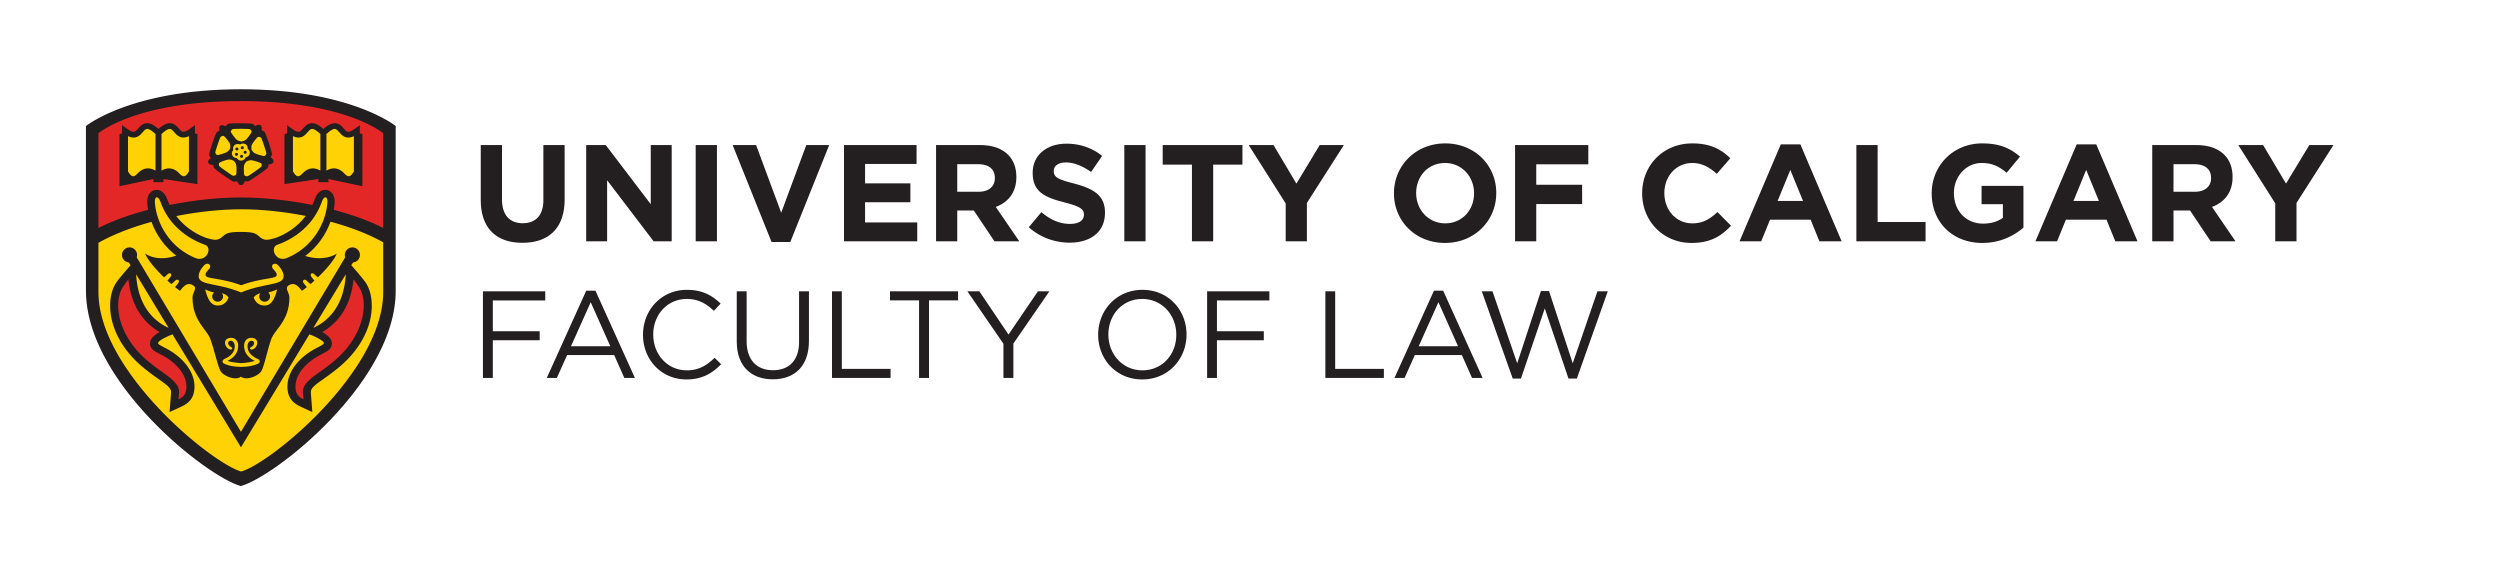 UNIVERSITY OF CALGARY
FACULTY OF LAW